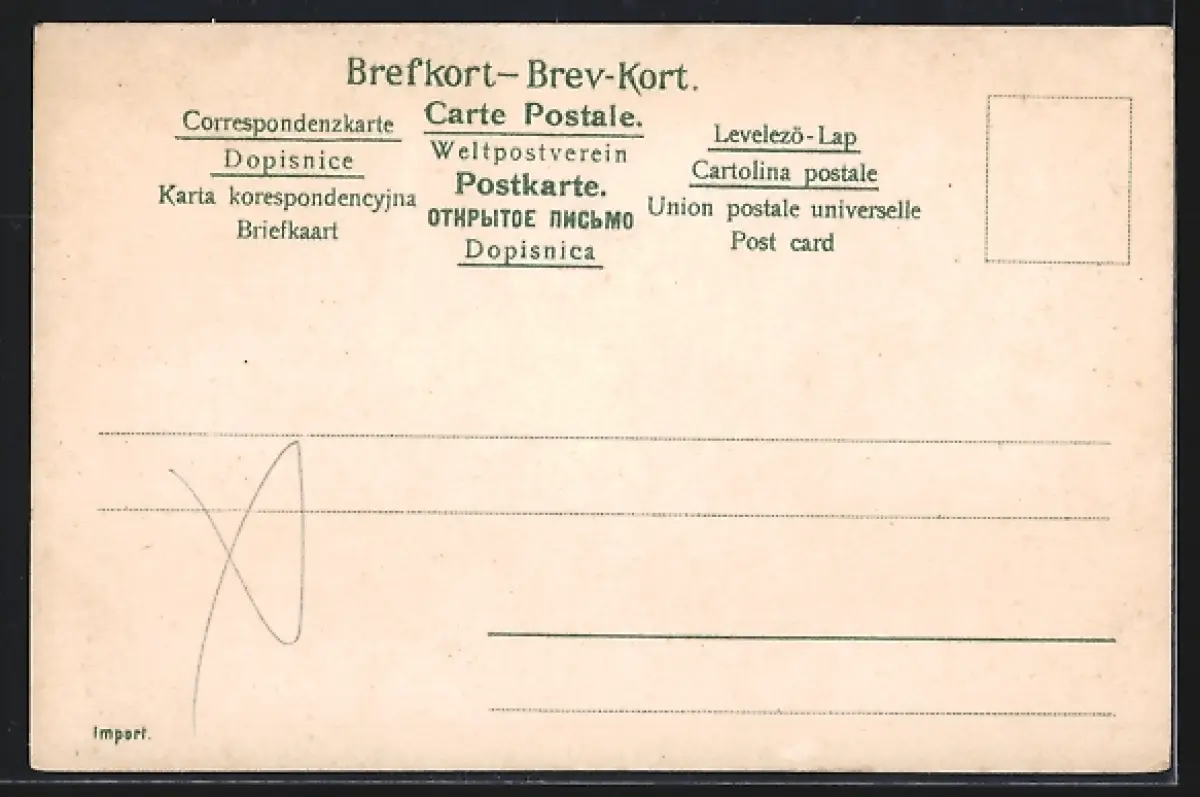 Brefkort – Brev-Kort.
Correspondenzkarte
Dopisnice
Karta korespondencyjna
Briefkaart
Carte Postale.
Weltpostverein
Postkarte.
ОТКРЫТОЕ ПИСЬМО
Dopisnica
Levelezõ-Lap
Cartolina postale
Union postale universelle
Post card
Import.